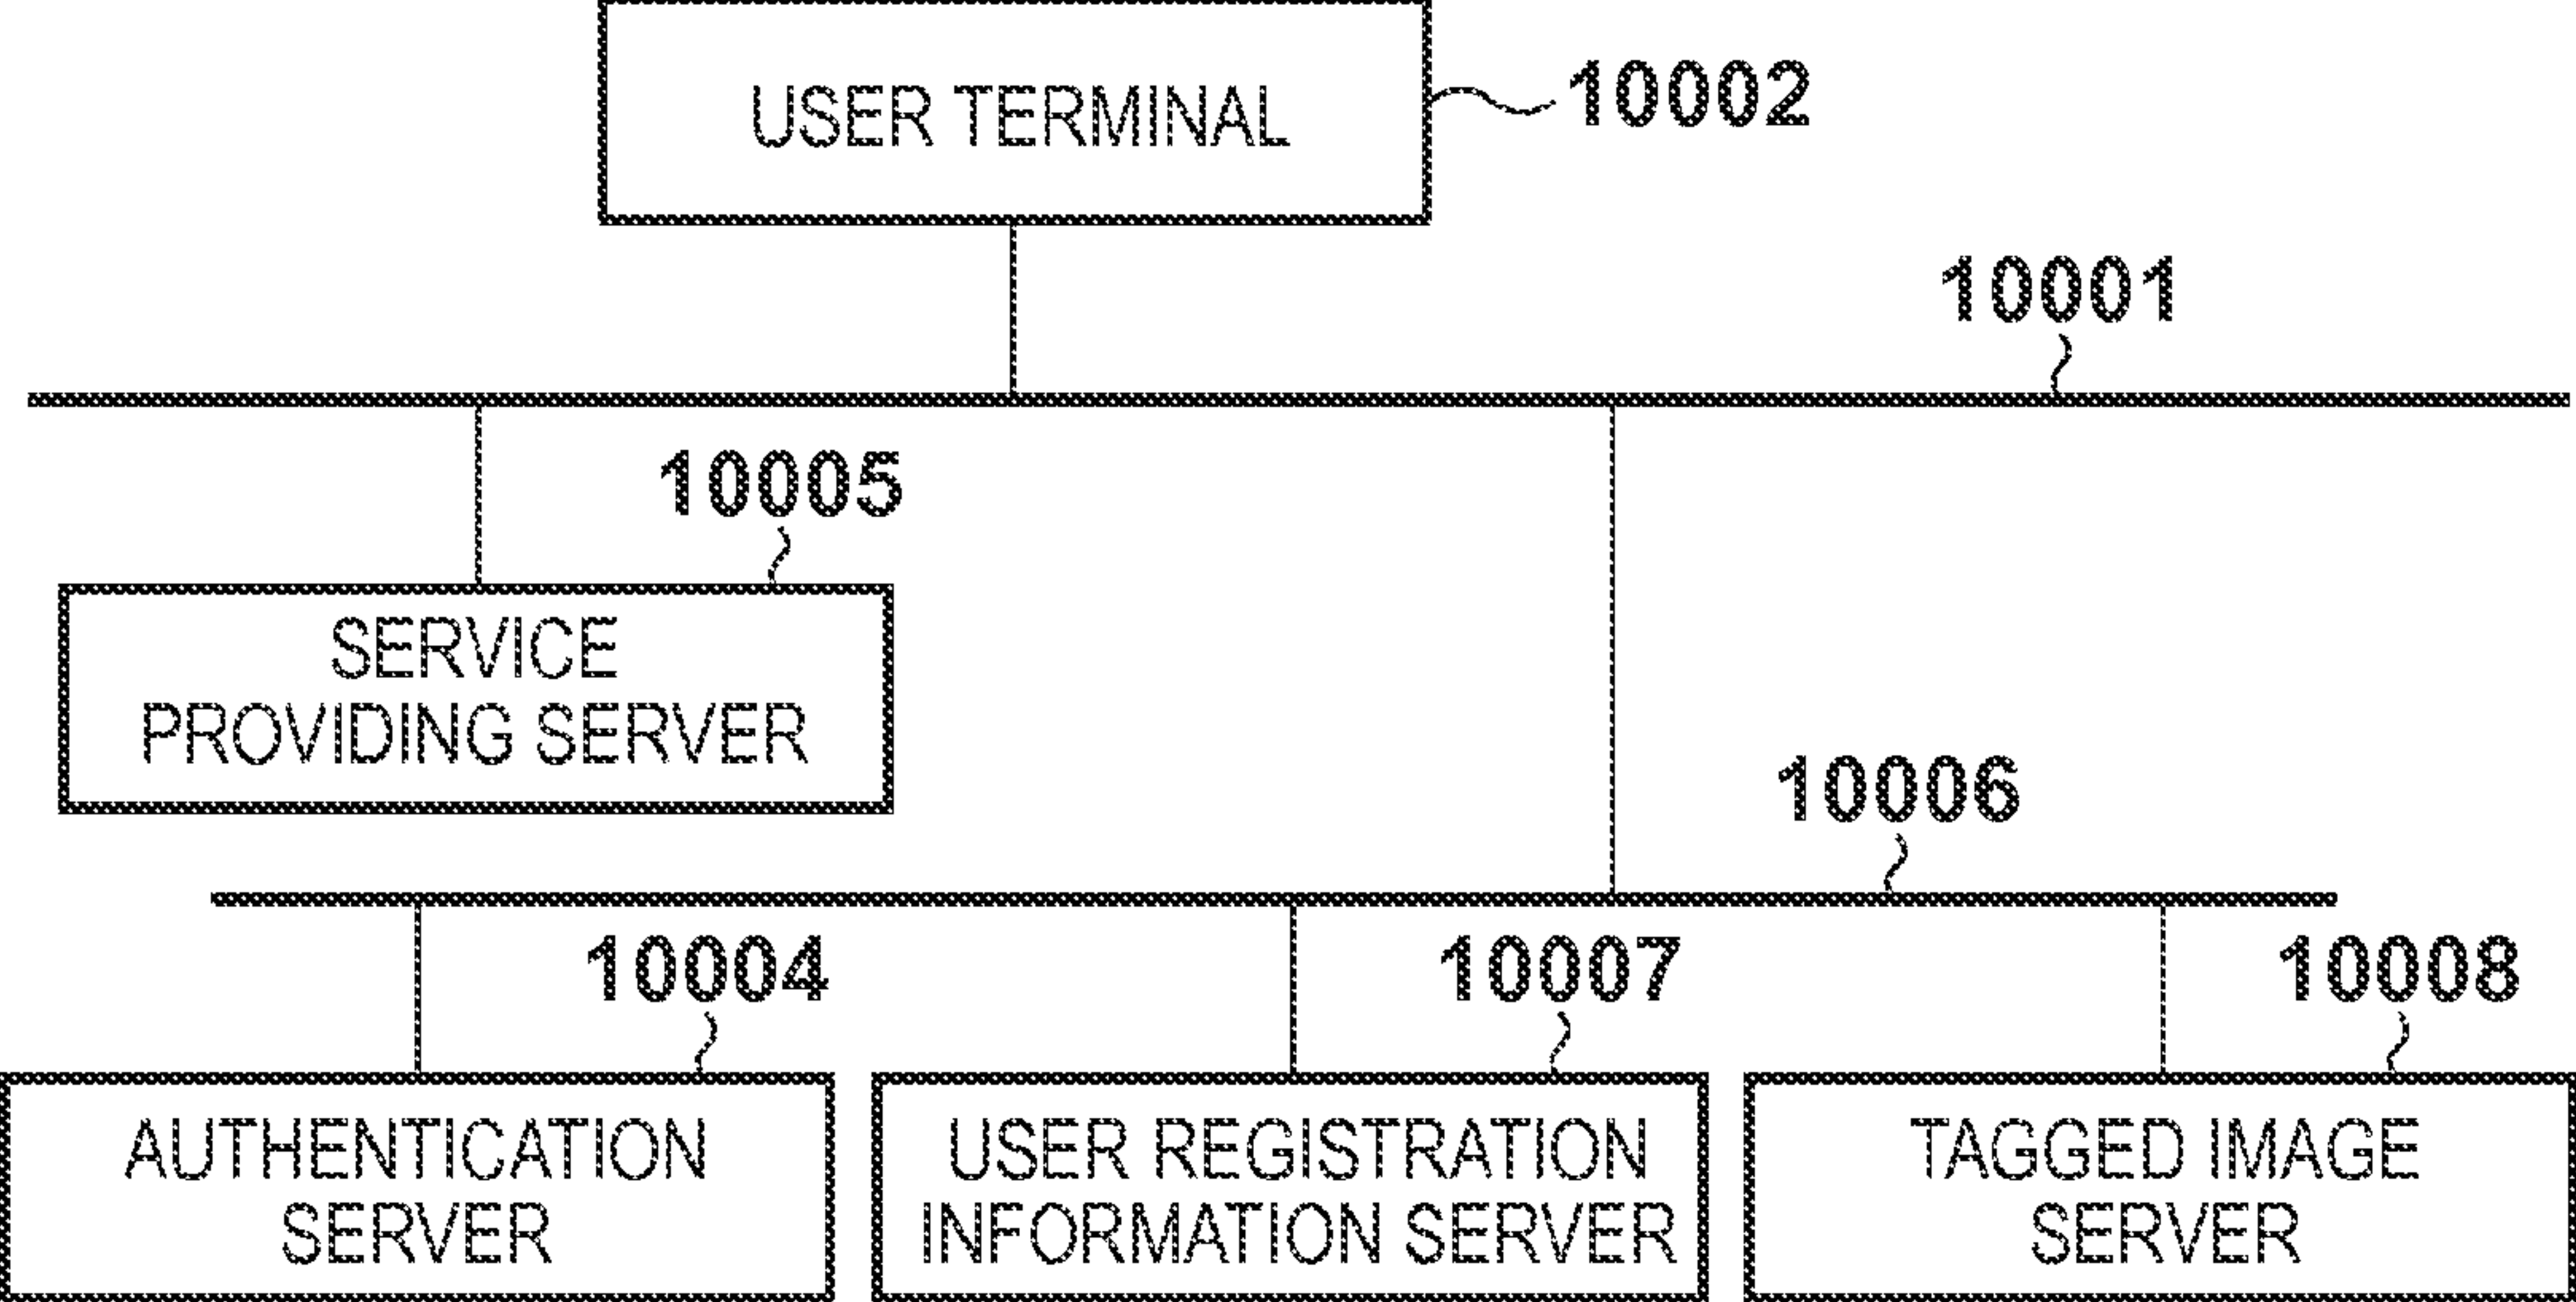 USER TERMINAL
10002
10001
10005
SERVICE
PROVIDING SERVER
10006
10004
10007
10008
AUTHENTICATION
SERVER
USER REGISTRATION
INFORMATION SERVER
TAGGED IMAGE
SERVER